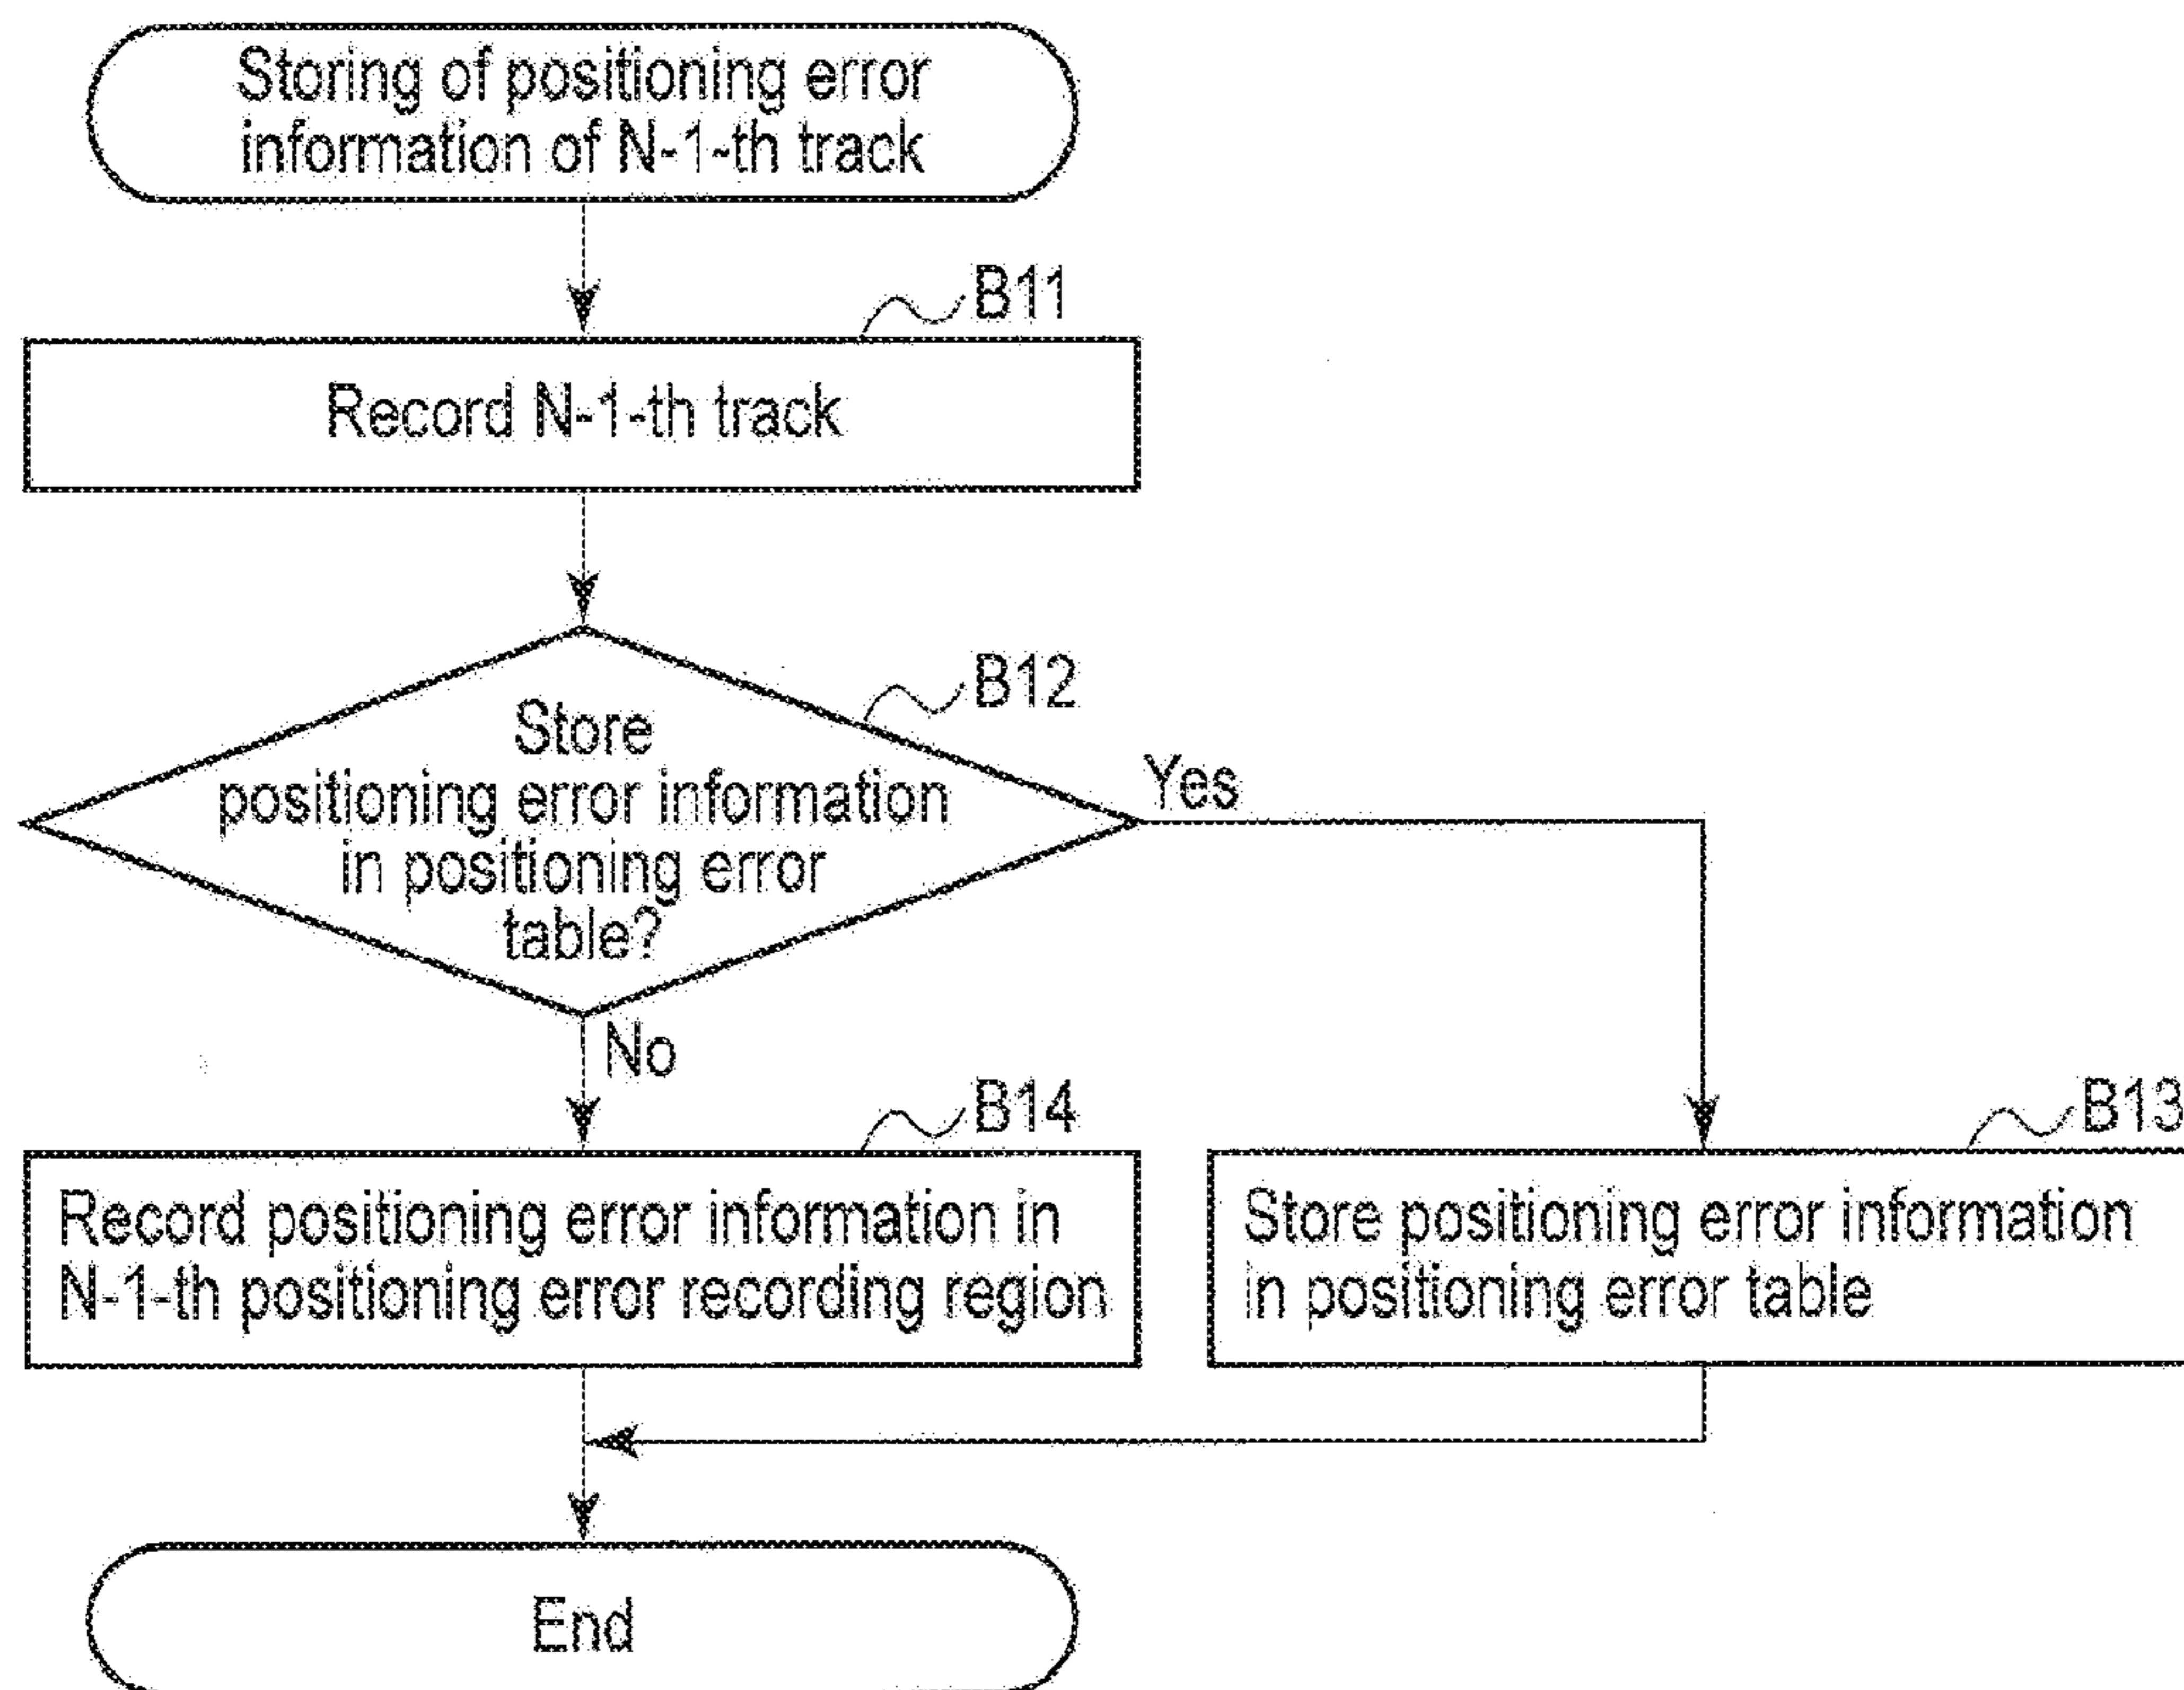 Storing of positioning error
information of N-1-th track
B11
Record N-1-th track
B12
Store
positioning error information
in positioning error
table?
Yes
No
B14
Record positioning error information in
N-1-th positioning error recording region
B13
Store positioning error information
in positioning error table
End